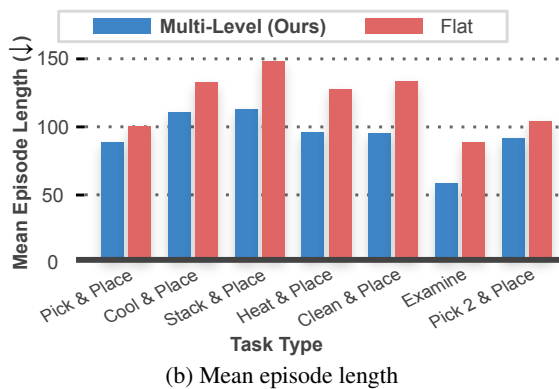 Multi-Level (Ours) Flat
Mean Episode Length (↓)
150
100
50
0
Pick & Place
Cool & Place
Stack & Place
Heat & Place
Clean & Place
Examine
Pick 2 & Place
Task Type
(b) Mean episode length